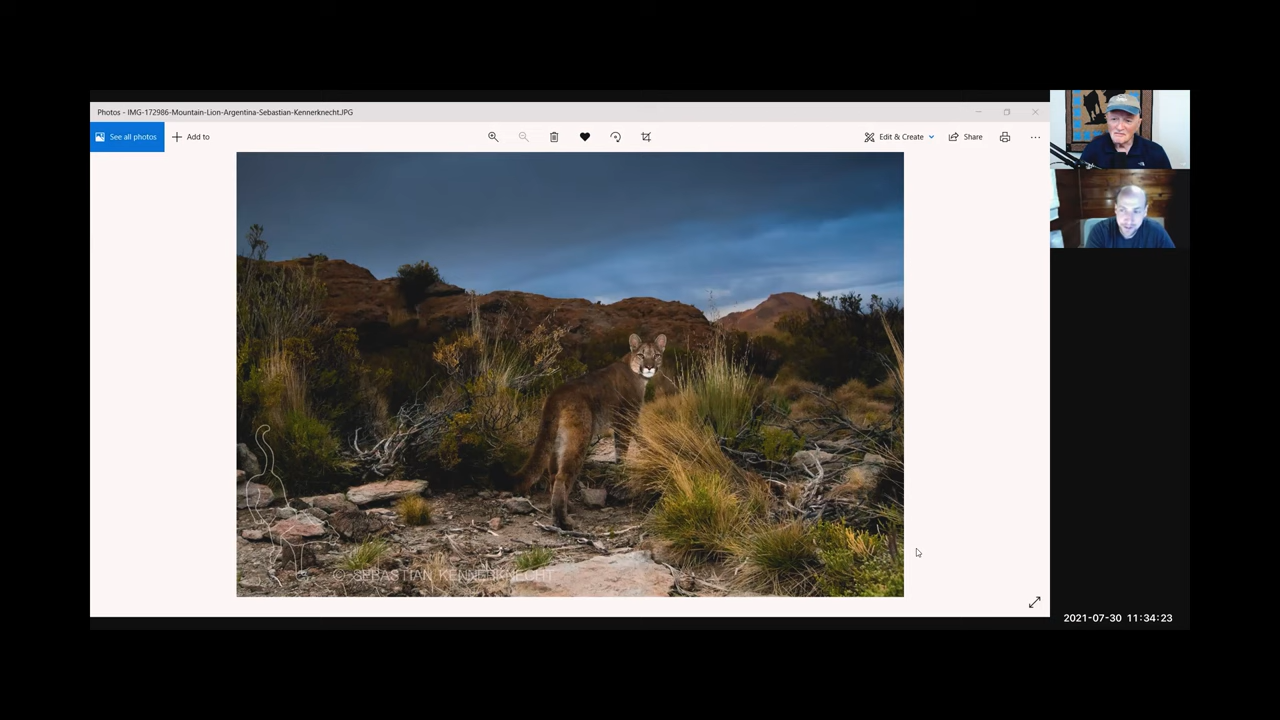 Photos - IMG-172986-Mountain-Lion-Argentina-Sebastian-Kennerknecht.JPG
See all photos
Add to
Edit & Create
Share
© SEBASTIAN KENNERKNECHT
2021-07-30 11:34:23